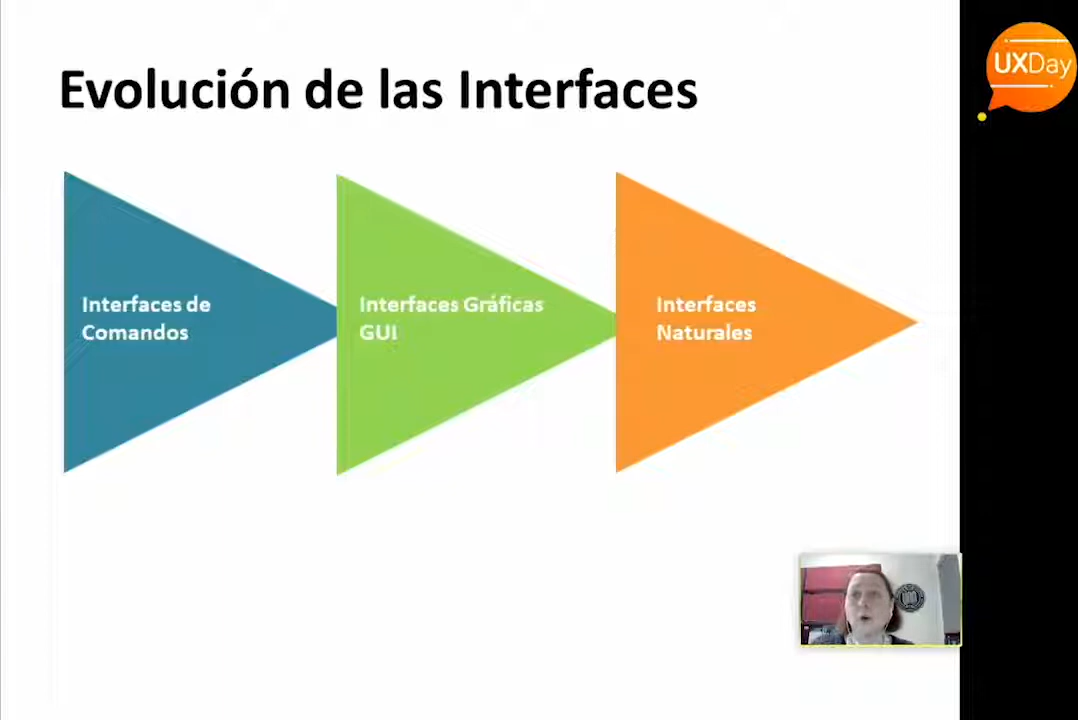 Evolución de las Interfaces
UXDay
Interfaces de
Comandos
Interfaces Gráficas
GUI
Interfaces
Naturales